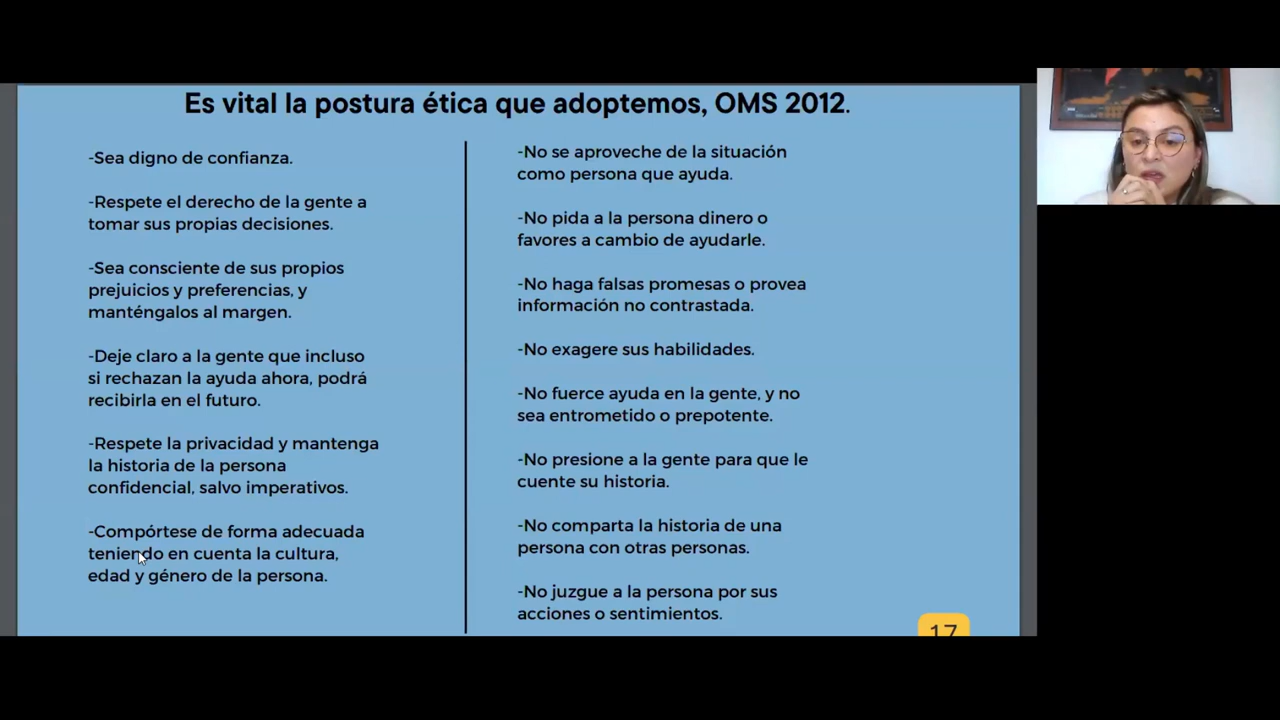 Es vital la postura ética que adoptemos, OMS 2012.
-Sea digno de confianza.
-Respete el derecho de la gente a
tomar sus propias decisiones.
-Sea consciente de sus propios
prejuicios y preferencias, y
manténgalos al margen.
-Deje claro a la gente que incluso
si rechazan la ayuda ahora, podrá
recibirla en el futuro.
-Respete la privacidad y mantenga
la historia de la persona
confidencial, salvo imperativos.
-Compórtese de forma adecuada
teniendo en cuenta la cultura,
edad y género de la persona.
-No se aproveche de la situación
como persona que ayuda.
-No pida a la persona dinero o
favores a cambio de ayudarle.
-No haga falsas promesas o provea
información no contrastada.
-No exagere sus habilidades.
-No fuerce ayuda en la gente, y no
sea entrometido o prepotente.
-No presione a la gente para que le
cuente su historia.
-No comparta la historia de una
persona con otras personas.
-No juzgue a la persona por sus
acciones o sentimientos.
17